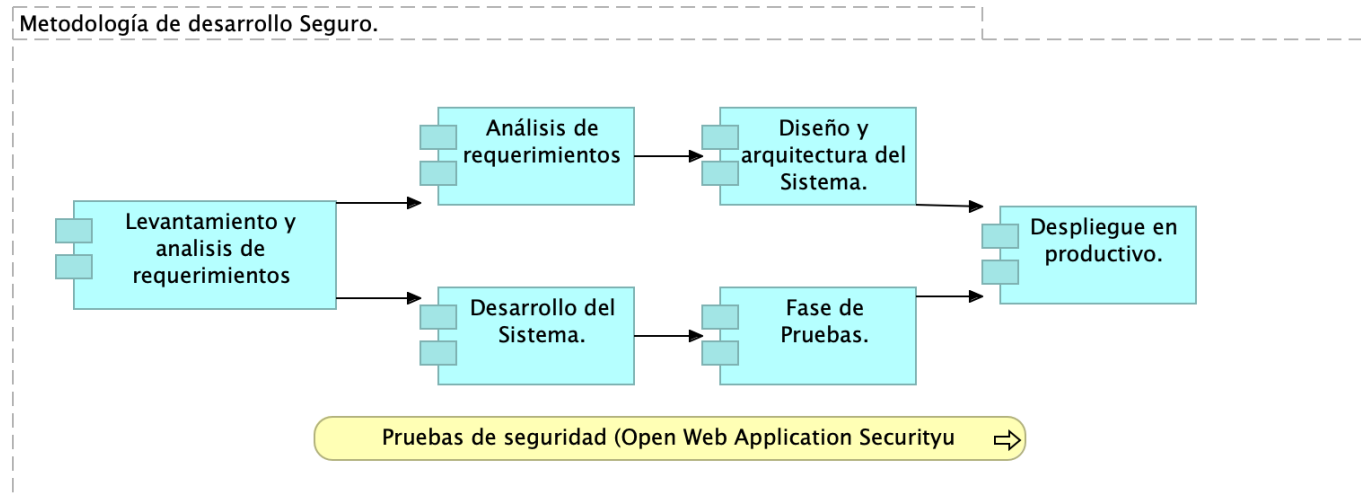 Metodología de desarrollo Seguro.
Análisis de
requerimientos
Diseño y
arquitectura del
Sistema.
Levantamiento y
analisis de
requerimientos
Despliegue en
productivo.
Desarrollo del
Sistema.
Fase de
Pruebas.
Pruebas de seguridad (Open Web Application Securityu